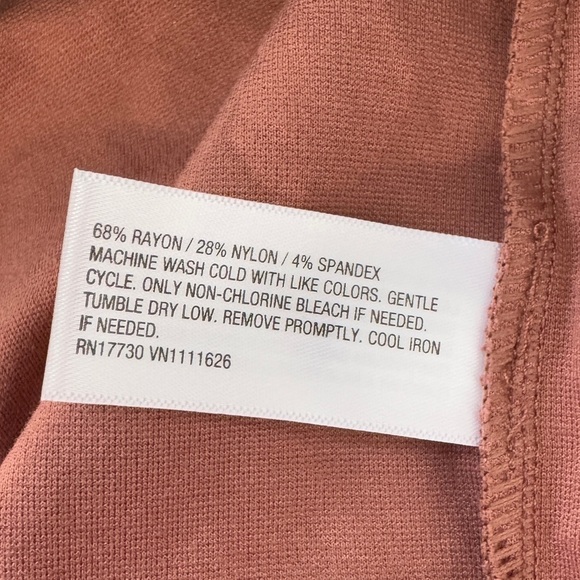 68% RAYON / 28% NYLON / 4% SPANDEX
MACHINE WASH COLD WITH LIKE COLORS. GENTLE
CYCLE. ONLY NON-CHLORINE BLEACH IF NEEDED.
TUMBLE DRY LOW. REMOVE PROMPTLY. COOL IRON
IF NEEDED.
RN17730 VN1111626